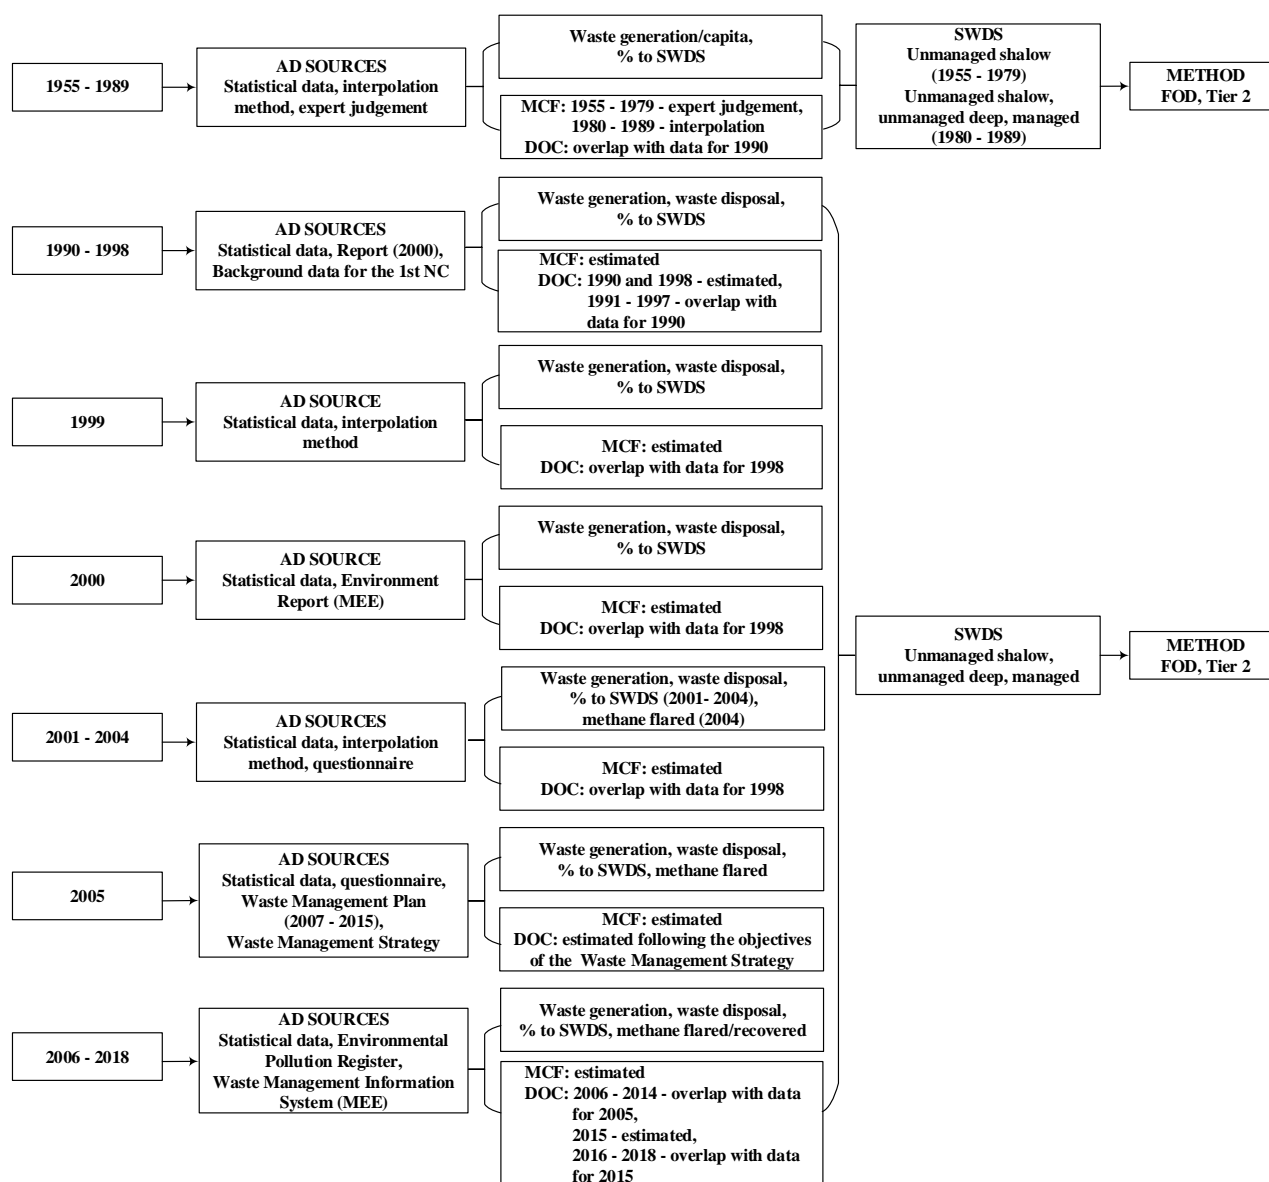 1955 - 1989
AD SOURCES
Statistical data, interpolation
method, expert judgement
Waste generation/capita,
% to SWDS
MCF: 1955 - 1979 - expert judgement,
1980 - 1989 - interpolation
DOC: overlap with data for 1990
SWDS
Unmanaged shalow
(1955 - 1979)
Unmanaged shalow,
unmanaged deep, managed
(1980 - 1989)
METHOD
FOD, Tier 2
1990 - 1998
AD SOURCES
Statistical data, Report (2000),
Background data for the 1st NC
Waste generation, waste disposal,
% to SWDS
MCF: estimated
DOC: 1990 and 1998 - estimated,
1991 - 1997 - overlap with
data for 1990
1999
AD SOURCE
Statistical data, interpolation
method
Waste generation, waste disposal,
% to SWDS
MCF: estimated
DOC: overlap with data for 1998
2000
AD SOURCE
Statistical data, Environment
Report (MEE)
Waste generation, waste disposal,
% to SWDS
MCF: estimated
DOC: overlap with data for 1998
SWDS
Unmanaged shalow,
unmanaged deep, managed
METHOD
FOD, Tier 2
2001 - 2004
AD SOURCES
Statistical data, interpolation
method, questionnaire
Waste generation, waste disposal,
% to SWDS (2001- 2004),
methane flared (2004)
MCF: estimated
DOC: overlap with data for 1998
2005
AD SOURCES
Statistical data, questionnaire,
Waste Management Plan
(2007 - 2015),
Waste Management Strategy
Waste generation, waste disposal,
% to SWDS, methane flared
MCF: estimated
DOC: estimated following the objectives
of the Waste Management Strategy
2006 - 2018
AD SOURCES
Statistical data, Environmental
Pollution Register,
Waste Management Information
System (MEE)
Waste generation, waste disposal,
% to SWDS, methane flared/recovered
MCF: estimated
DOC: 2006 - 2014 - overlap with data
for 2005,
2015 - estimated,
2016 - 2018 - overlap with data
for 2015